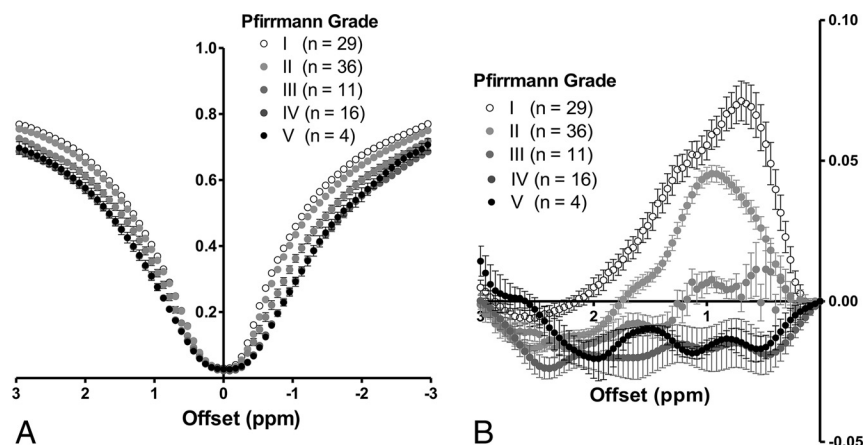 Pfirrmann Grade
I (n = 29)
II (n = 36)
III (n = 11)
IV (n = 16)
V (n = 4)
1.0
0.8
0.6
0.4
0.2
3 2 1 0 -1 -2 -3
Offset (ppm)
A
Pfirrmann Grade
I (n = 29)
II (n = 36)
III (n = 11)
IV (n = 16)
V (n = 4)
0.10
0.05
0.00
-0.05
3 2 1
Offset (ppm)
B